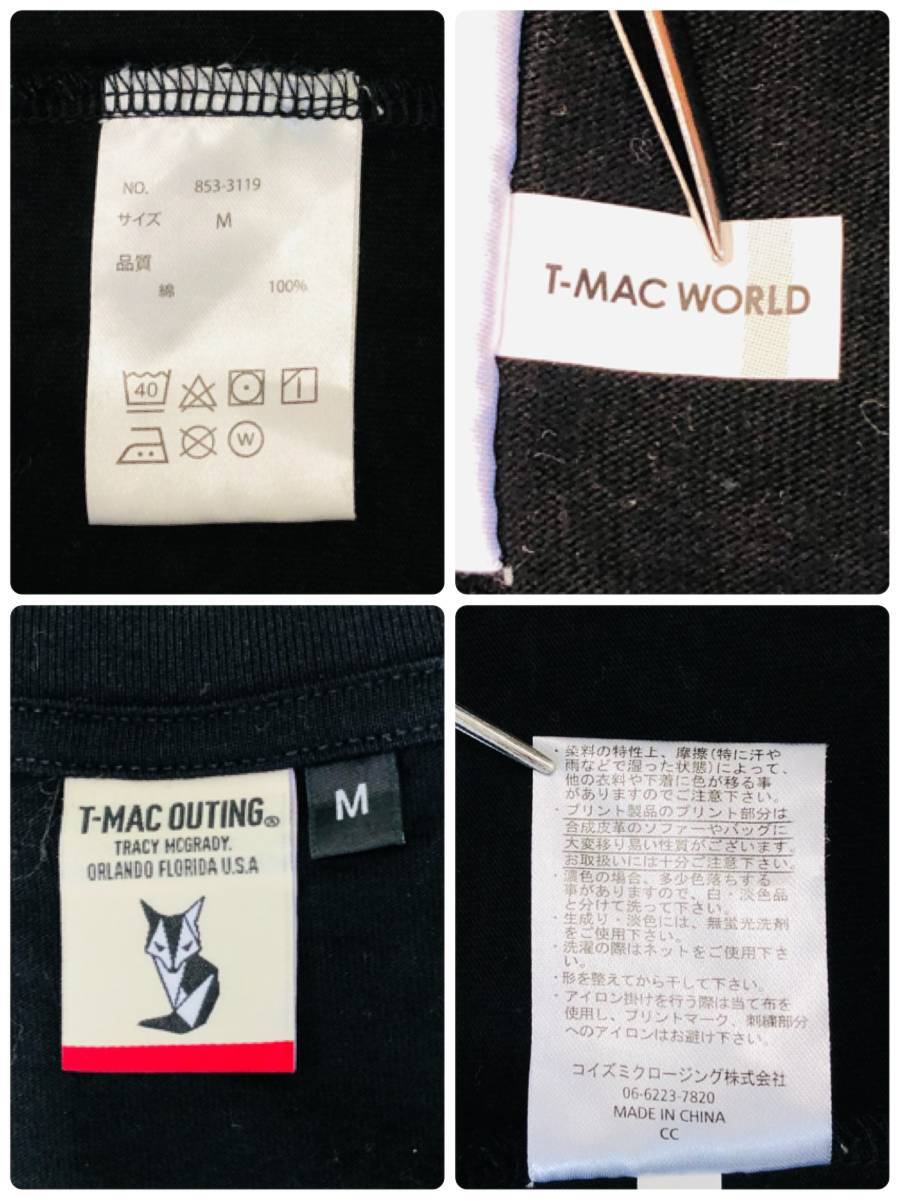 NO. 853-3119
サイズ M
品質
綿 100%
40
W
T-MAC WORLD
T-MAC OUTING®
TRACY MCGRADY.
ORLANDO FLORIDA U.S.A
M
・染料の特性上、摩擦(特に汗や
雨などで湿った状態)によって、
他の衣料や下着に色が移る事
がありますのでご注意下さい。
・プリント製品のプリント部分は
合成皮革のソファーやバッグに
大変移り易い性質がございます。
お取扱いには十分ご注意下さい。
・濃色の場合、多少色落ちする
事がありますので、白・淡色品
と分けて洗って下さい。
・生成り・淡色には、無蛍光洗剤
をご使用下さい。
・洗濯の際はネットをご使用下さ
い。
・形を整えてから干して下さい。
・アイロン掛けを行う際は当て布を
使用し、プリントマーク、刺繍部分
へのアイロンはお避け下さい。
コイズミクロージング株式会社
06-6223-7820
MADE IN CHINA
CC